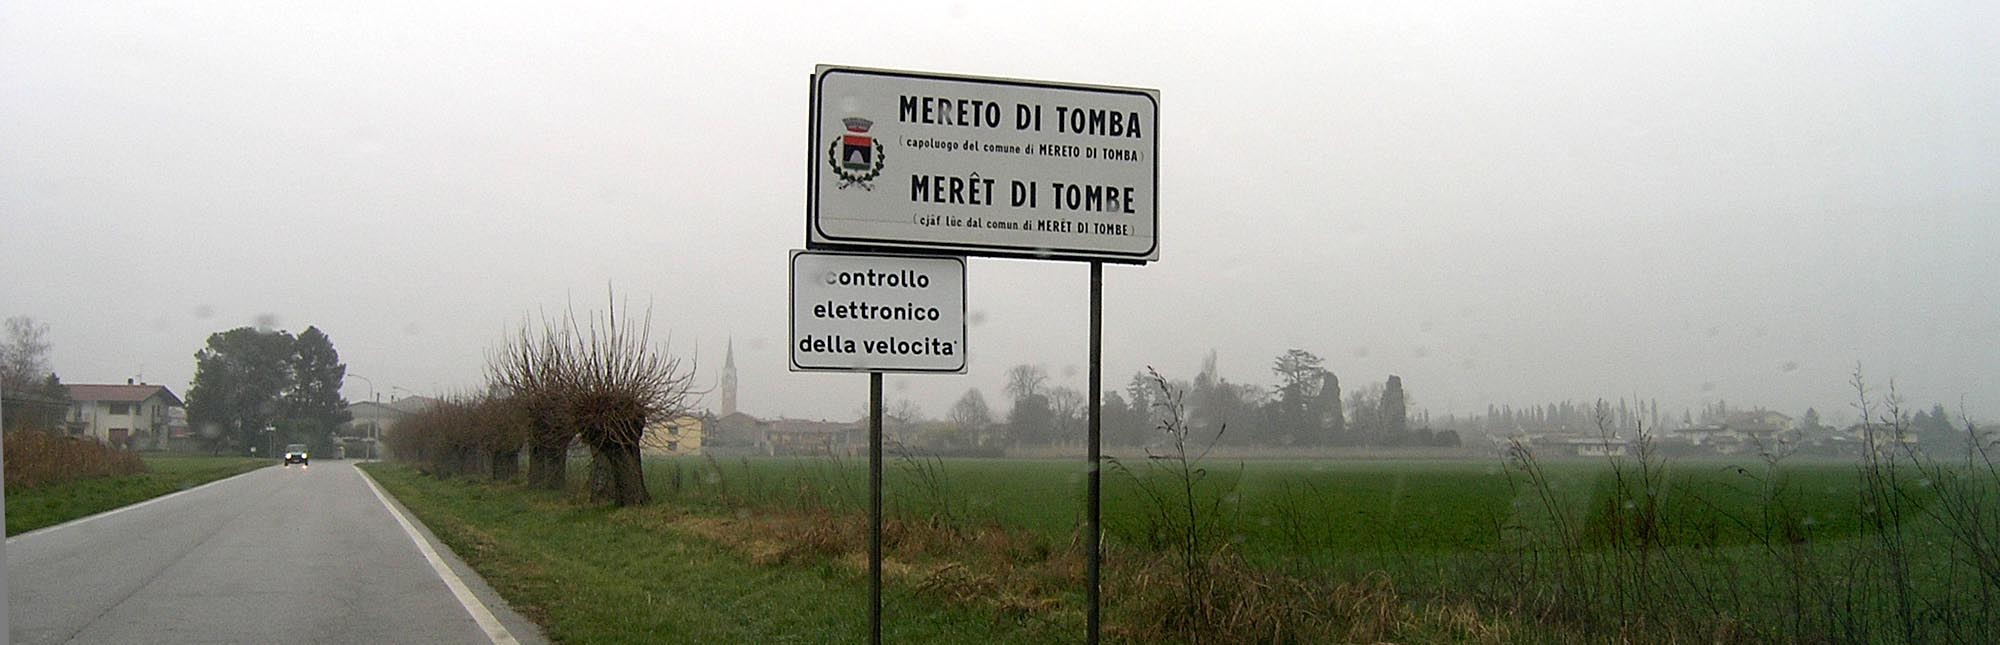 MERETO DI TOMBA
(capoluogo del comune di MERETO DI TOMBA)
MERÊT DI TOMBE
(cjâf lûc dal comun di MERÊT DI TOMBE)
controllo
elettronico
della velocita'